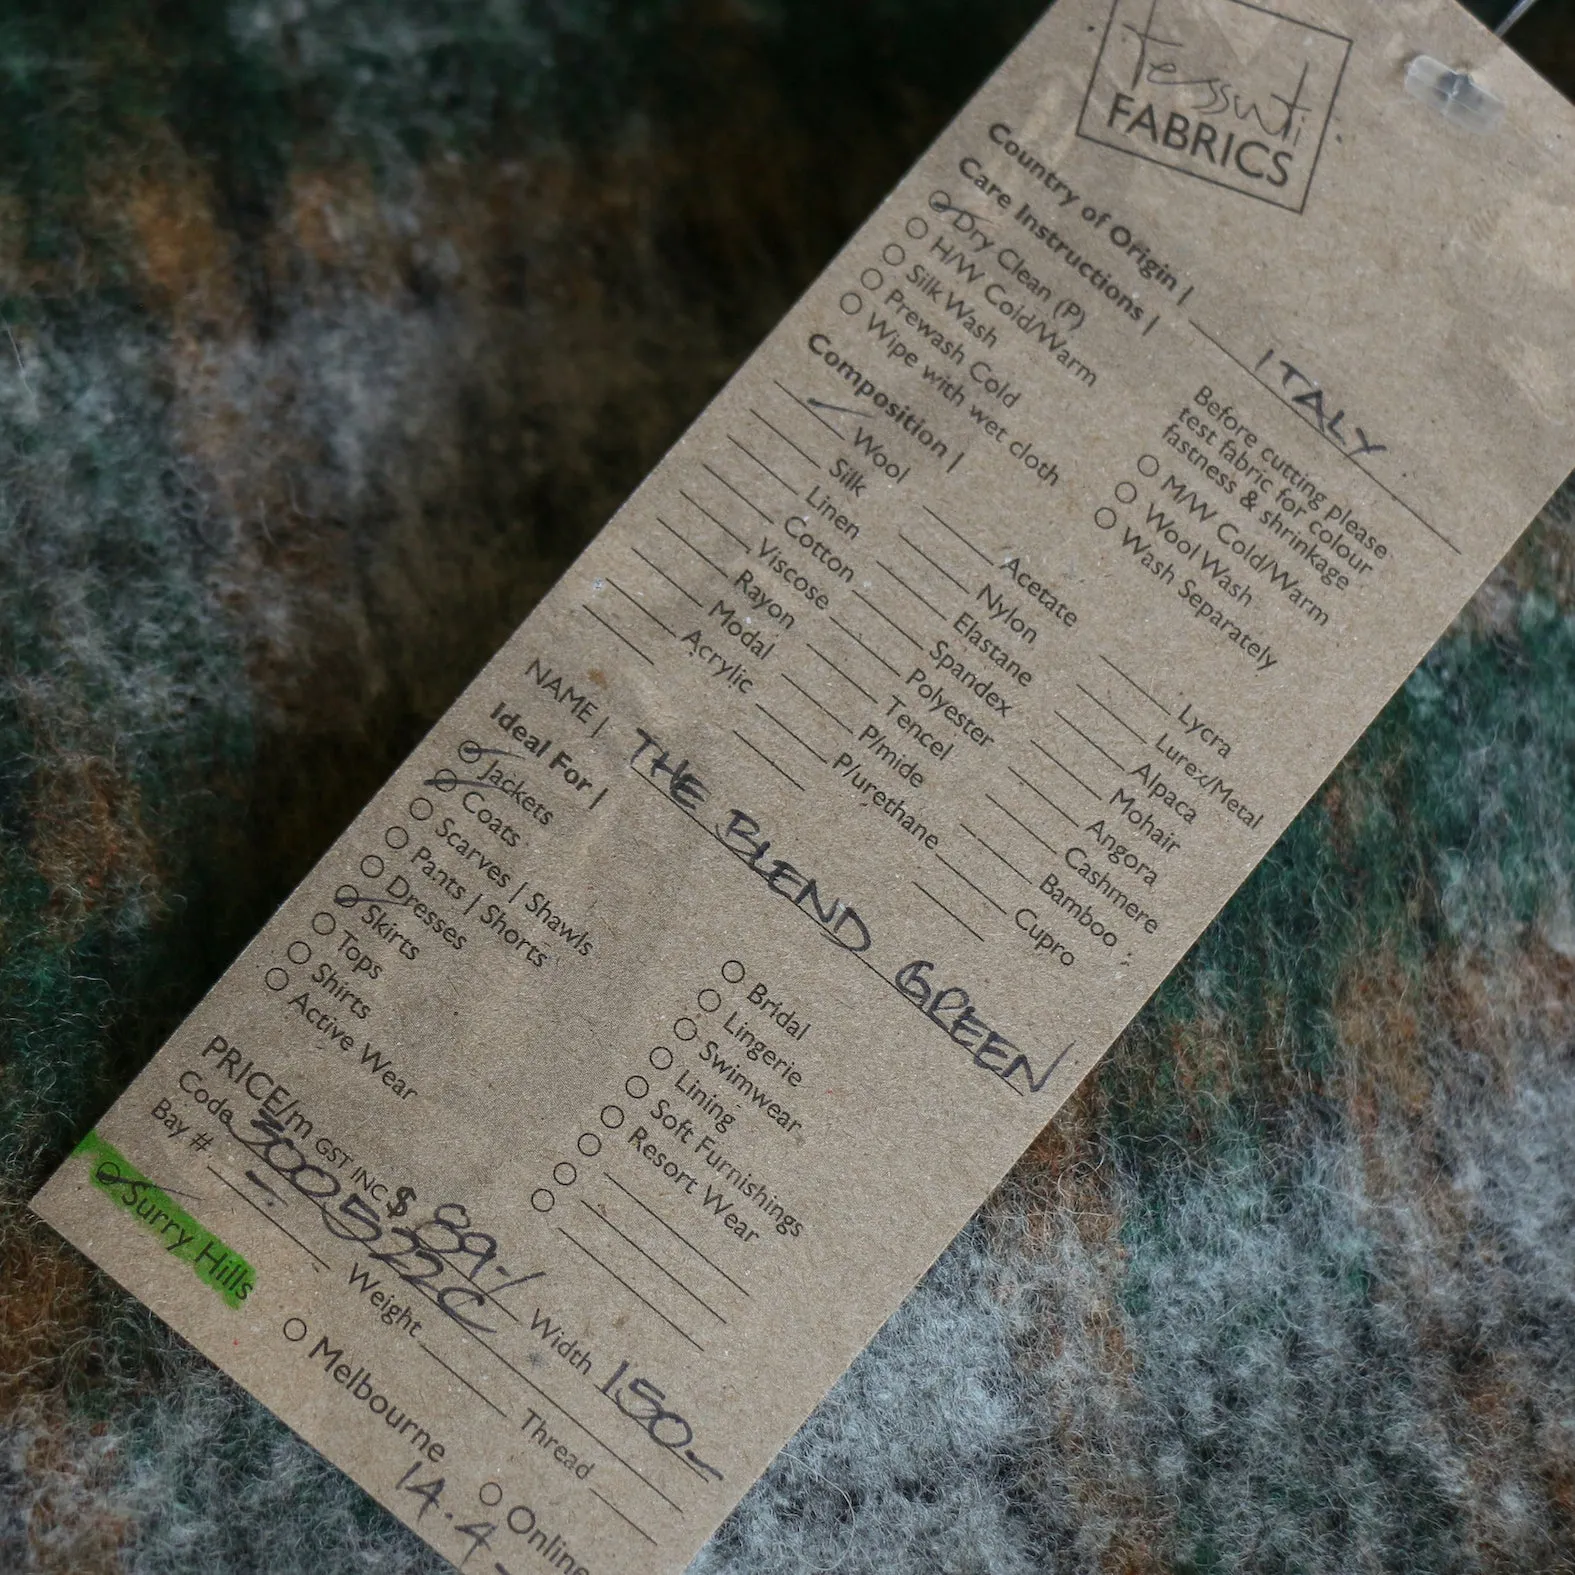 Tessuti
FABRICS
Country of Origin | ITALY
Care Instructions |
Dry Clean (P)
H/W Cold/Warm
Silk Wash
Prewash Cold
Wipe with wet cloth
Before cutting please
test fabric for colour
fastness & shrinkage
M/W Cold/Warm
Wool Wash
Wash Separately
Composition |
Wool
Silk
Linen
Cotton
Viscose
Rayon
Modal
Acrylic
Acetate
Nylon
Elastane
Spandex
Polyester
Tencel
P/mide
P/urethane
Lycra
Lurex/Metal
Alpaca
Mohair
Angora
Cashmere
Bamboo
Cupro
NAME | THE BLEND GREEN
Ideal For |
Jackets
Coats
Scarves | Shawls
Pants | Shorts
Dresses
Skirts
Tops
Shirts
Active Wear
Bridal
Lingerie
Swimwear
Lining
Soft Furnishings
Resort Wear
PRICE/m GST INC $ 89-/ Width 150-
Code 300522C Thread
Bay # Weight
Surry Hills Melbourne Online
14.4-